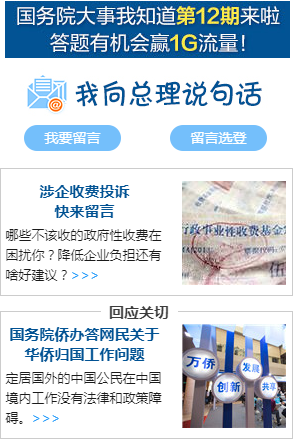 国务院大事我知道第12期来啦
答题有机会赢1G流量!
我向总理说句话
我要留言
留言选登
涉企收费投诉
快来留言
哪些不该收的政府性收费在
困扰你？降低企业负担还有
啥好建议？>>>
行政事业性收费基金
回应关切
国务院侨办答网民关于
华侨归国工作问题
定居国外的中国公民在中国
境内工作没有法律和政策障
碍。>>>
万侨
创新
发展
共享